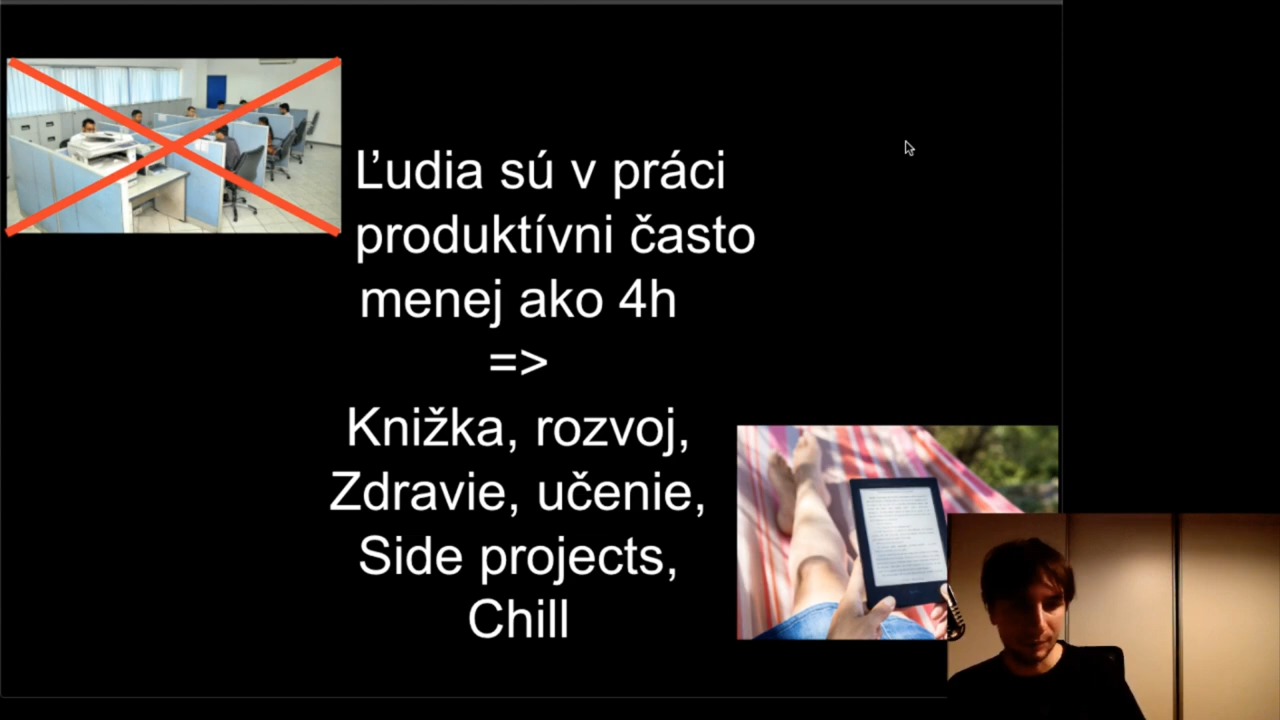 Ľudia sú v práci
produktívni často
menej ako 4h
=>
Knižka, rozvoj,
Zdravie, učenie,
Side projects,
Chill